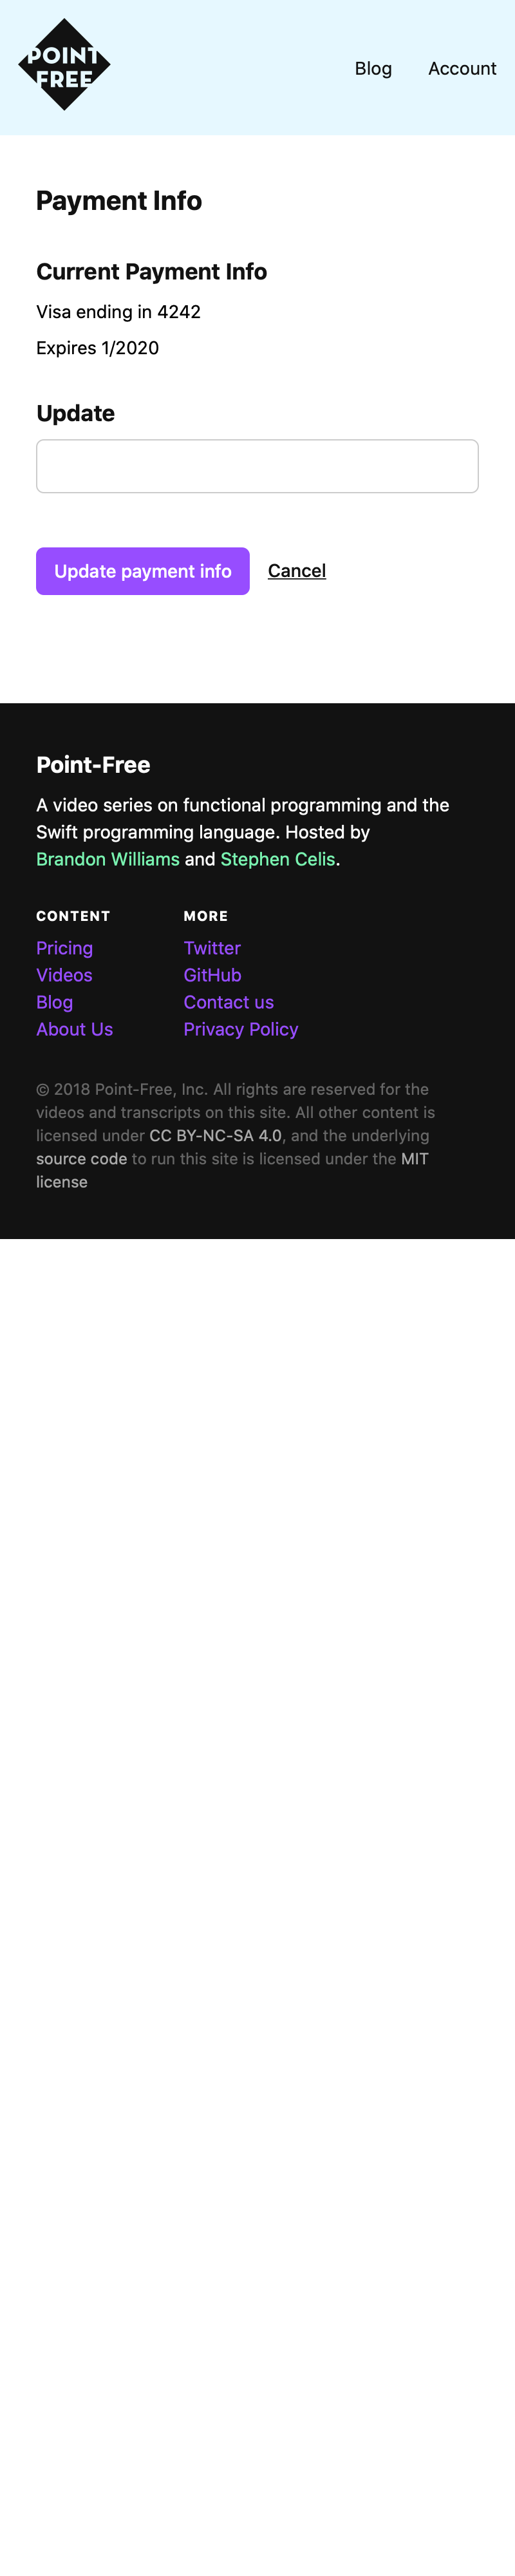 POINT
FREE
Blog
Account
Payment Info
Current Payment Info
Visa ending in 4242
Expires 1/2020
Update
Update payment info
Cancel
Point-Free
A video series on functional programming and the
Swift programming language. Hosted by
Brandon Williams and Stephen Celis.
CONTENT
Pricing
Videos
Blog
About Us
MORE
Twitter
GitHub
Contact us
Privacy Policy
© 2018 Point-Free, Inc. All rights are reserved for the
videos and transcripts on this site. All other content is
licensed under CC BY-NC-SA 4.0, and the underlying
source code to run this site is licensed under the MIT
license